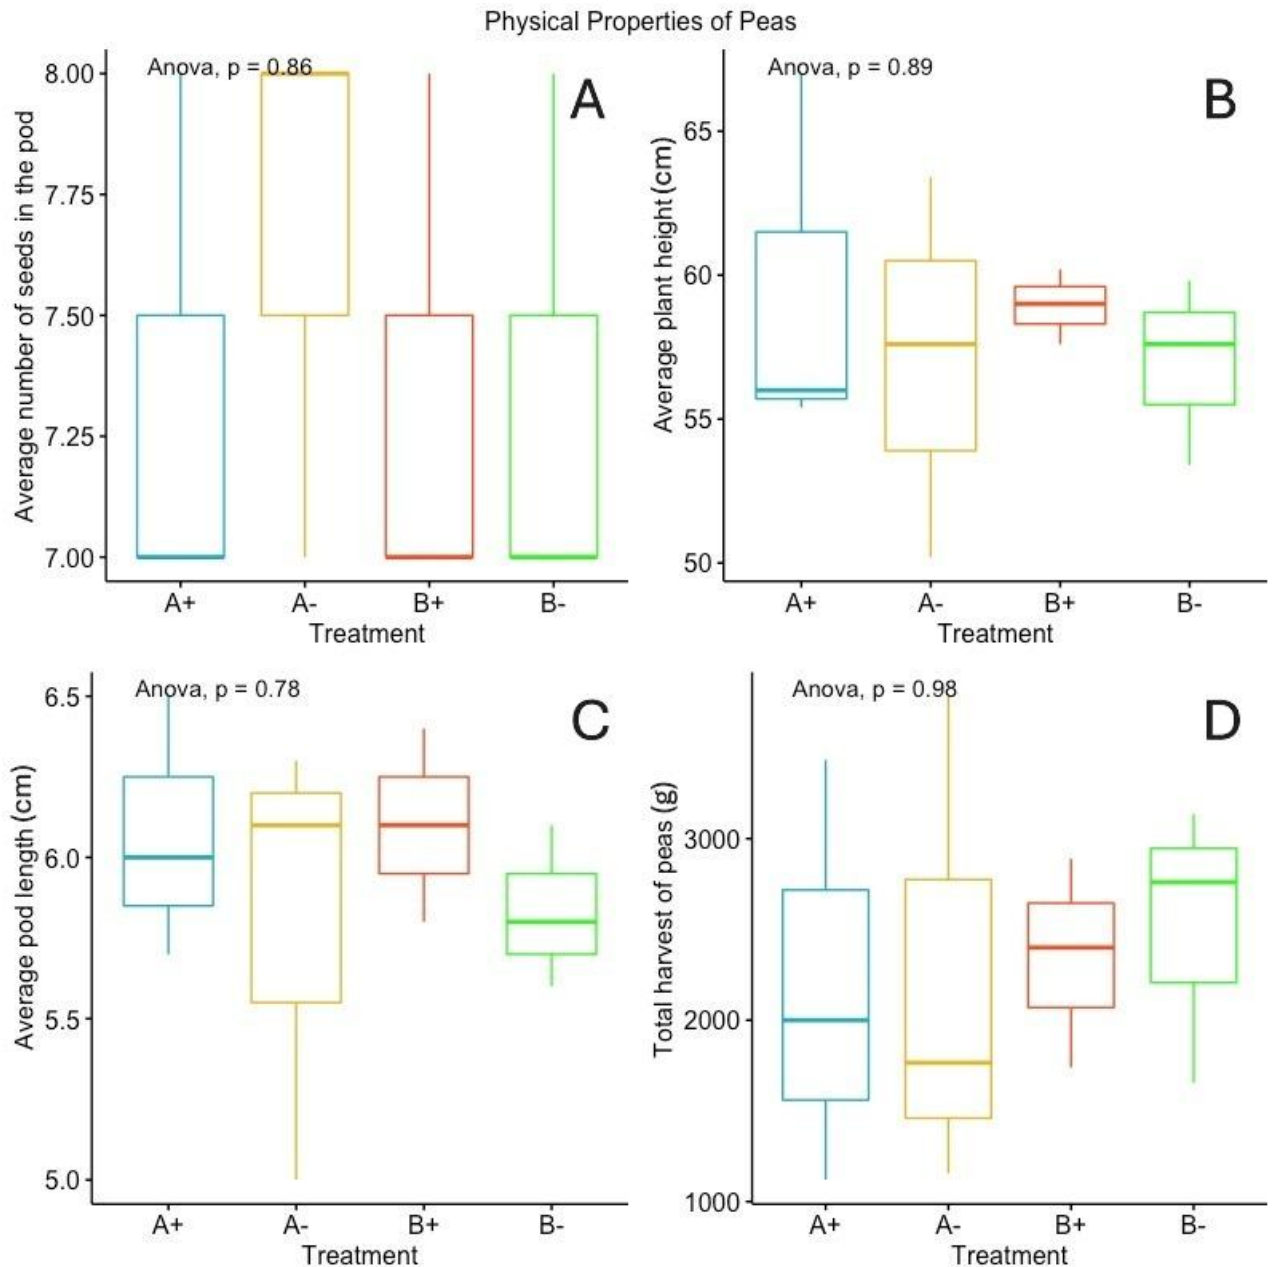 Physical Properties of Peas
Anova, p = 0.86
A
Average number of seeds in the pod
8.00
7.75
7.50
7.25
7.00
A+ A- B+ B-
Treatment
Anova, p = 0.89
B
Average plant height (cm)
65
60
55
50
A+ A- B+ B-
Treatment
Anova, p = 0.78
C
Average pod length (cm)
6.5
6.0
5.5
5.0
A+ A- B+ B-
Treatment
Anova, p = 0.98
D
Total harvest of peas (g)
3000
2000
1000
A+ A- B+ B-
Treatment